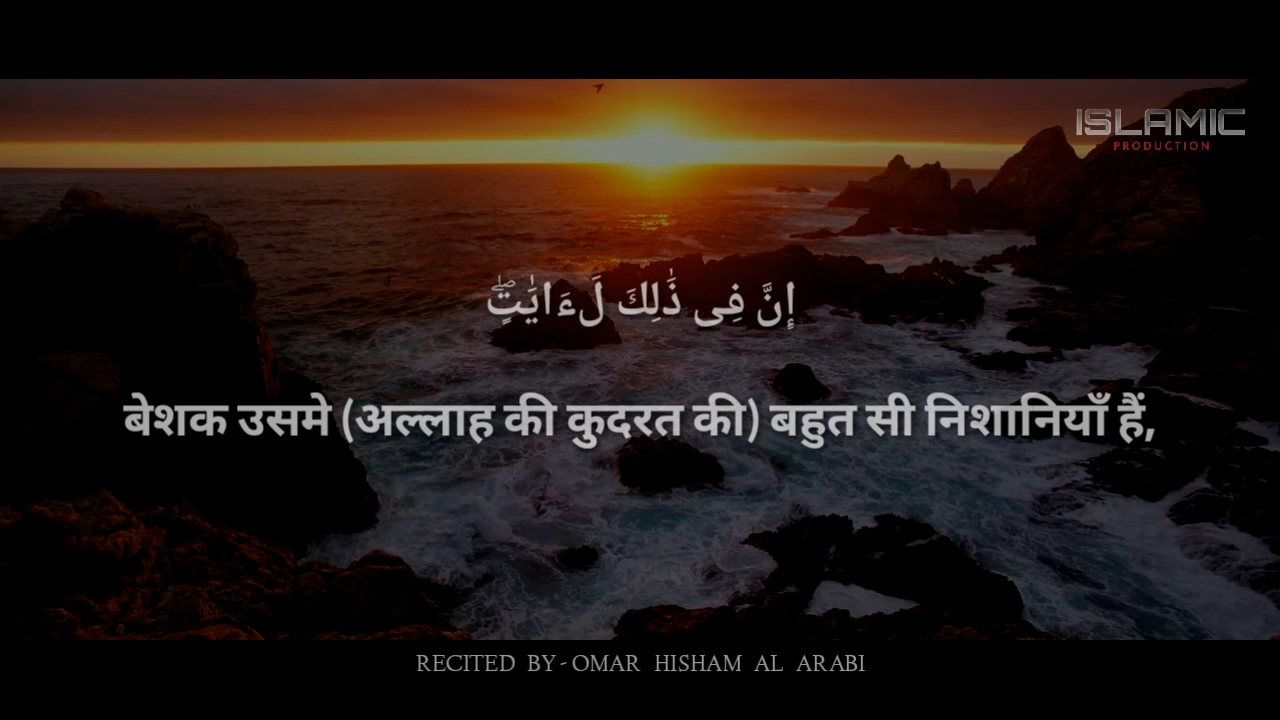 ISLAMIC
PRODUCTION
إِنَّ فِى ذَٰلِكَ لَءَايَٰتٍۖ
बेशक उसमे (अल्लाह की कुदरत की) बहुत सी निशानियाँ हैं,
RECITED BY - OMAR HISHAM AL ARABI